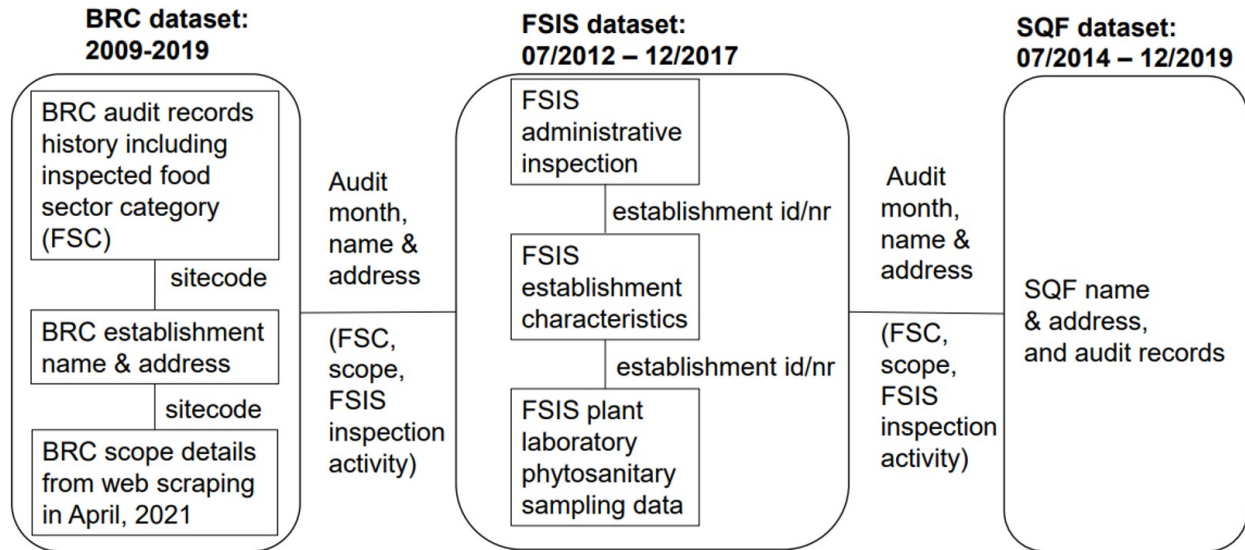 BRC dataset:
2009-2019
BRC audit records
history including
inspected food
sector category
(FSC)
sitecode
BRC establishment
name & address
sitecode
BRC scope details
from web scraping
in April, 2021
Audit
month,
name &
address
(FSC,
scope,
FSIS
inspection
activity)
FSIS dataset:
07/2012 – 12/2017
FSIS
administrative
inspection
establishment id/nr
FSIS
establishment
characteristics
establishment id/nr
FSIS plant
laboratory
phytosanitary
sampling data
Audit
month,
name &
address
(FSC,
scope,
FSIS
inspection
activity)
SQF dataset:
07/2014 – 12/2019
SQF name
& address,
and audit records